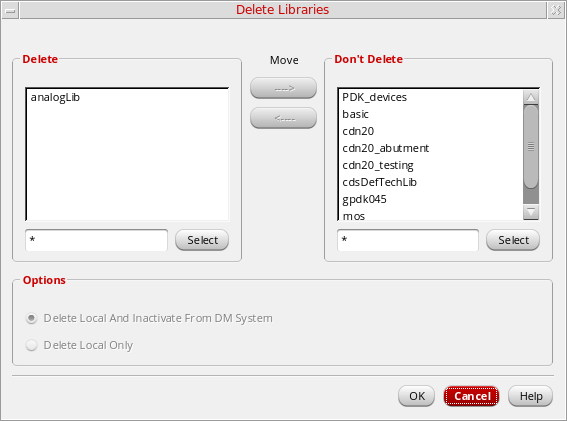 Delete Libraries
Delete
Move
Don't Delete
analogLib
---->
<----
PDK_devices
basic
cdn20
cdn20_abutment
cdn20_testing
cdsDefTechLib
gpdk045
mos
*
Select
*
Select
Options
Delete Local And Inactivate From DM System
Delete Local Only
OK
Cancel
Help